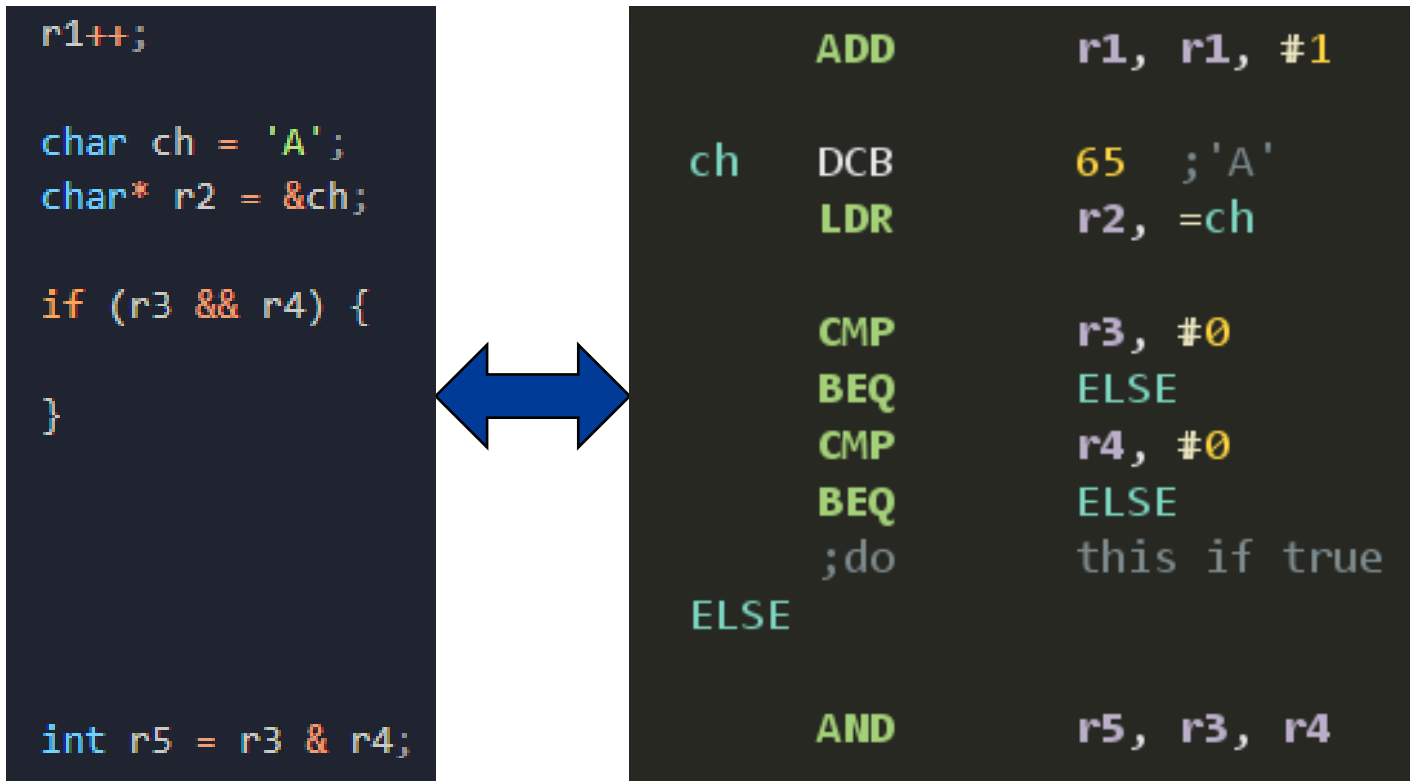 r1++;
char ch = 'A';
char* r2 = &ch;
if (r3 && r4) {
}
int r5 = r3 & r4;
ADD r1, r1, #1
ch DCB 65 ;'A'
LDR r2, =ch
CMP r3, #0
BEQ ELSE
CMP r4, #0
BEQ ELSE
;do this if true
ELSE
AND r5, r3, r4